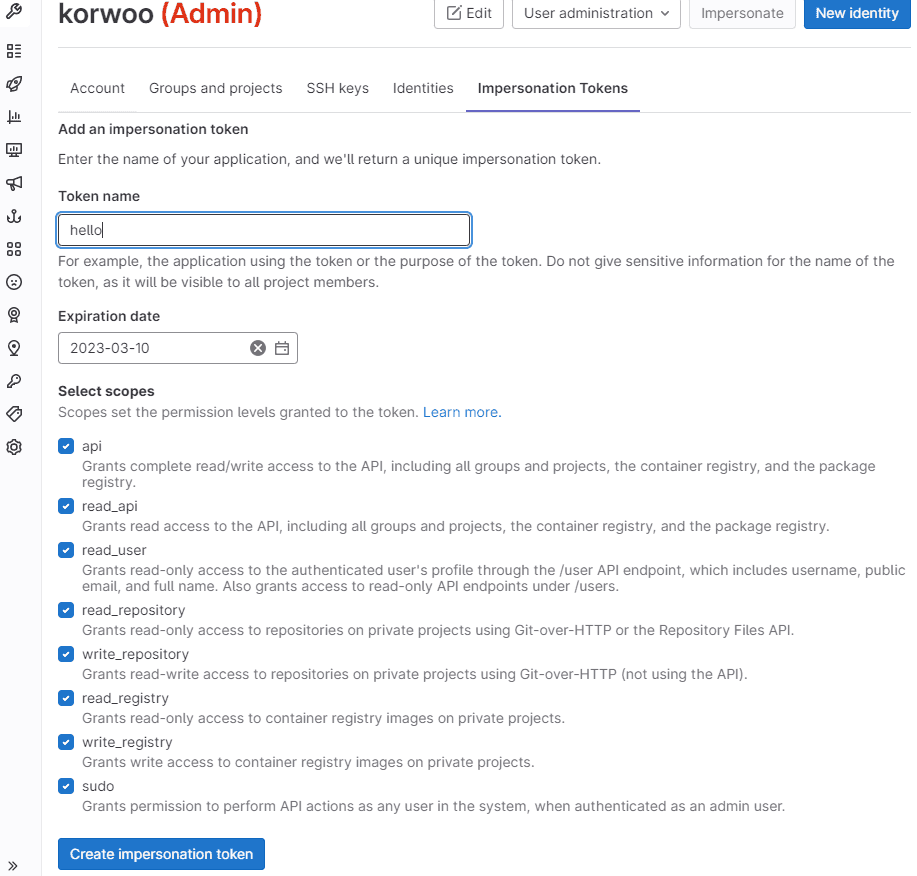 korwoo (Admin)
Edit
User administration
Impersonate
New identity
Account
Groups and projects
SSH keys
Identities
Impersonation Tokens
Add an impersonation token
Enter the name of your application, and we'll return a unique impersonation token.
Token name
hello
For example, the application using the token or the purpose of the token. Do not give sensitive information for the name of the
token, as it will be visible to all project members.
Expiration date
2023-03-10
Select scopes
Scopes set the permission levels granted to the token. Learn more.
api
Grants complete read/write access to the API, including all groups and projects, the container registry, and the package
registry.
read_api
Grants read access to the API, including all groups and projects, the container registry, and the package registry.
read_user
Grants read-only access to the authenticated user's profile through the /user API endpoint, which includes username, public
email, and full name. Also grants access to read-only API endpoints under /users.
read_repository
Grants read-only access to repositories on private projects using Git-over-HTTP or the Repository Files API.
write_repository
Grants read-write access to repositories on private projects using Git-over-HTTP (not using the API).
read_registry
Grants read-only access to container registry images on private projects.
write_registry
Grants write access to container registry images on private projects.
sudo
Grants permission to perform API actions as any user in the system, when authenticated as an admin user.
Create impersonation token